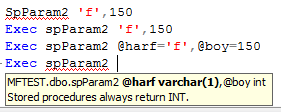 SpParam2 'f',150
Exec spParam2 'f',150
Exec spParam2 @harf='f',@boy=150
Exec spParam2
MFTEST.dbo.spParam2 @harf varchar(1),@boy int
Stored procedures always return INT.